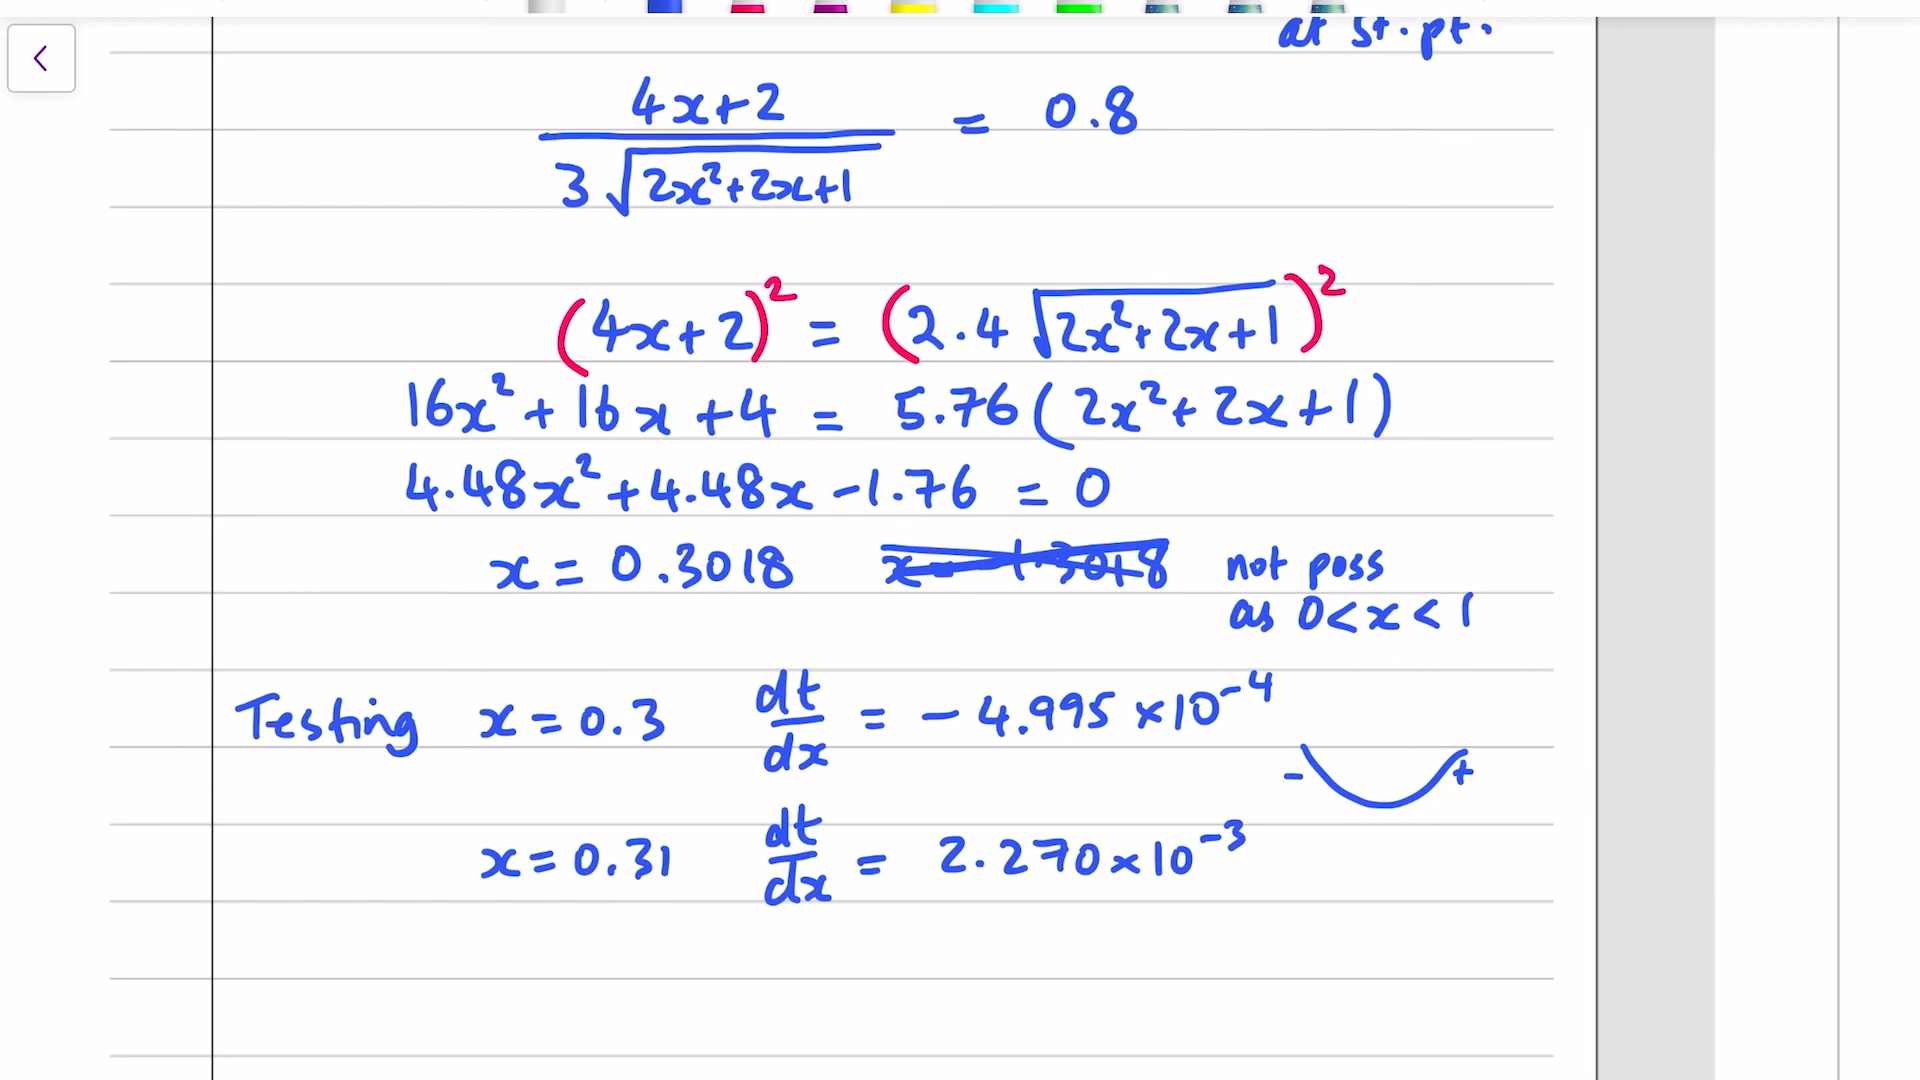 at st. pt.
4x+2 / 3√(2x²+2x+1) = 0.8
(4x+2)² = (2.4√(2x²+2x+1))²
16x²+16x+4 = 5.76(2x²+2x+1)
4.48x²+4.48x-1.76 = 0
x = 0.3018 x = -1.3018 not poss
as 0<x<1
Testing x = 0.3 dt/dx = -4.995 ×10⁻⁴
- +
x = 0.31 dt/dx = 2.270×10⁻³